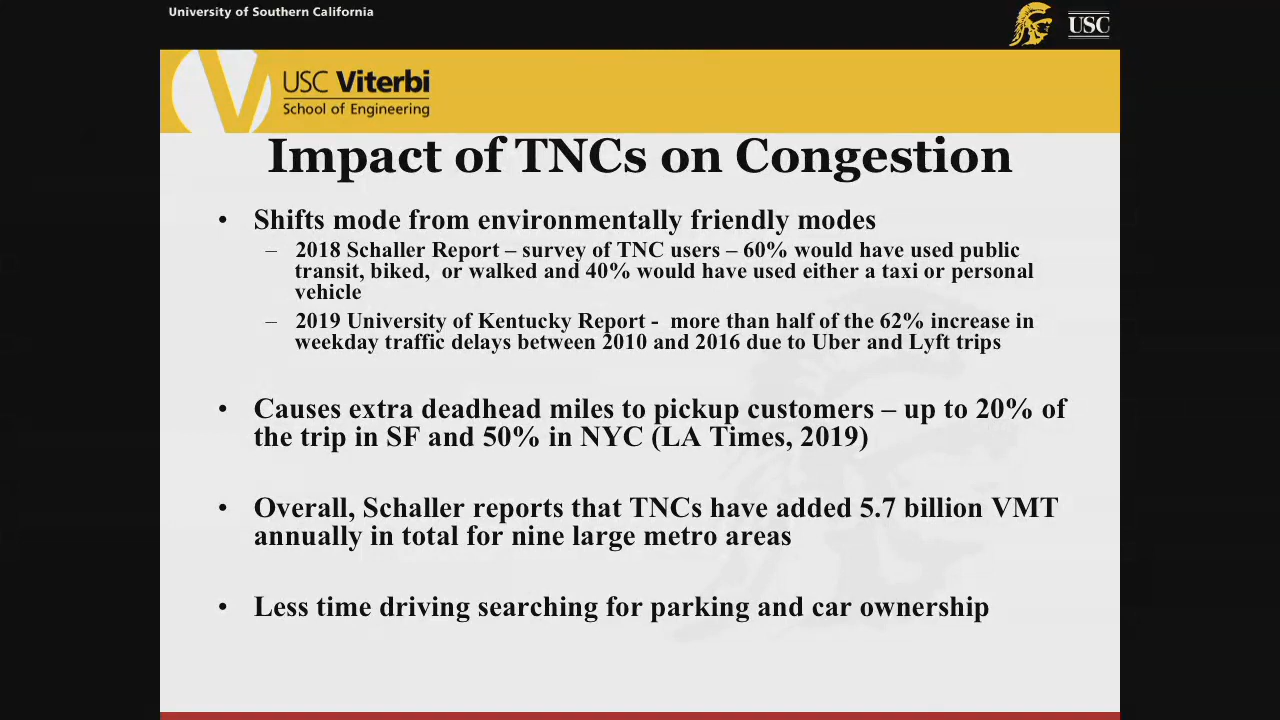 University of Southern California
USC
USC Viterbi
School of Engineering
Impact of TNCs on Congestion
• Shifts mode from environmentally friendly modes
– 2018 Schaller Report – survey of TNC users – 60% would have used public
transit, biked, or walked and 40% would have used either a taxi or personal
vehicle
– 2019 University of Kentucky Report - more than half of the 62% increase in
weekday traffic delays between 2010 and 2016 due to Uber and Lyft trips
• Causes extra deadhead miles to pickup customers – up to 20% of
the trip in SF and 50% in NYC (LA Times, 2019)
• Overall, Schaller reports that TNCs have added 5.7 billion VMT
annually in total for nine large metro areas
• Less time driving searching for parking and car ownership